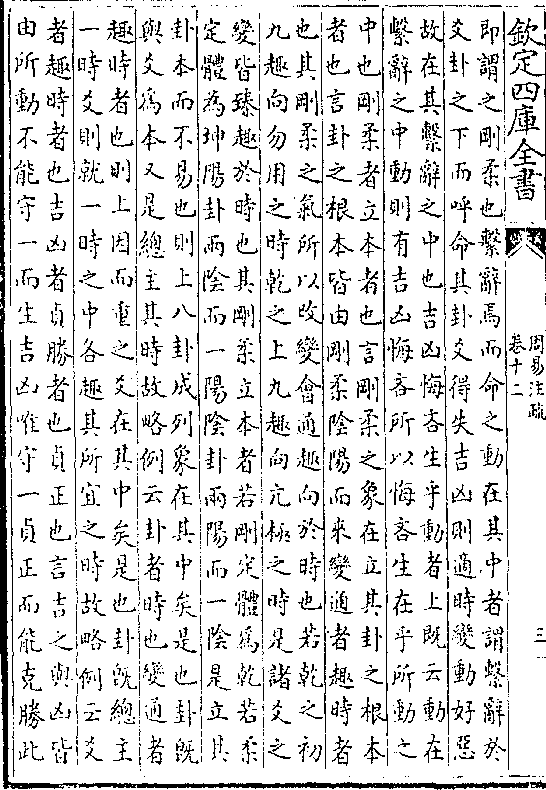 欽定四庫全書
周易注疏
卷十二
三
即謂之剛柔也繫辭焉而命之動在其中者謂繫辭於
爻卦之下而呼命其卦爻得失吉凶則適時變動好惡
故在其繫辭之中也吉凶悔吝生乎動者上既云動在
繫辭之中動則有吉凶悔吝所以悔吝生在乎所動之
中也剛柔者立本者也言剛柔之象在立其卦之根本
者也言卦之根本皆由剛柔陰陽而來變通者趣時者
也其剛柔之氣所以改變會通趣向於時也若乾之初
九趣向勿用之時乾之上九趣向亢極之時是諸爻之
變皆臻趣於時也其剛柔立本者若剛定體為乾若柔
定體為坤陽卦兩陰而一陽陰卦兩陽而一陰是立其
卦本而不易也則上八卦成列象在其中矣是也卦既
與爻為本又是總主其時故略例云卦者時也變通者
趣時者也則上因而重之爻在其中矣是也卦既總主
一時爻則就一時之中各趣其所宜之時故略例云爻
者趣時者也吉凶者貞勝者也貞正也言吉之與凶皆
由所動不能守一而生吉凶唯守一貞正而能克勝此